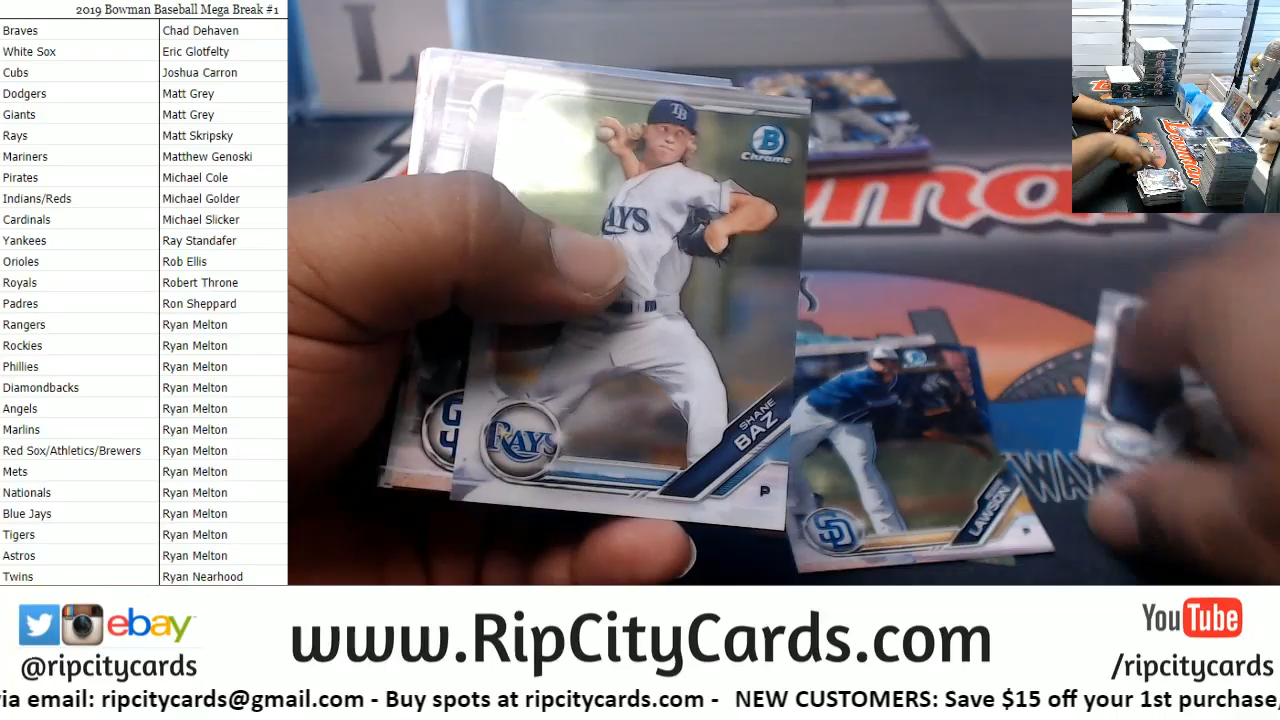 2019 Bowman Baseball Mega Break #1
Braves Chad Dehaven
White Sox Eric Glotfelty
Cubs Joshua Carron
Dodgers Matt Grey
Giants Matt Grey
Rays Matt Skripsky
Mariners Matthew Genoski
Pirates Michael Cole
Indians/Reds Michael Golder
Cardinals Michael Slicker
Yankees Ray Standafer
Orioles Rob Ellis
Royals Robert Throne
Padres Ron Sheppard
Rangers Ryan Melton
Rockies Ryan Melton
Phillies Ryan Melton
Diamondbacks Ryan Melton
Angels Ryan Melton
Marlins Ryan Melton
Red Sox/Athletics/Brewers Ryan Melton
Mets Ryan Melton
Nationals Ryan Melton
Blue Jays Ryan Melton
Tigers Ryan Melton
Astros Ryan Melton
Twins Ryan Nearhood
TB
B
Chrome
RAYS
SHANE
BAZ
P
SD
LAWSON
WAX
Bowman
ebay
@ripcitycards
www.RipCityCards.com
YouTube
/ripcitycards
via email: ripcitycards@gmail.com - Buy spots at ripcitycards.com - NEW CUSTOMERS: Save $15 off your 1st purchase,